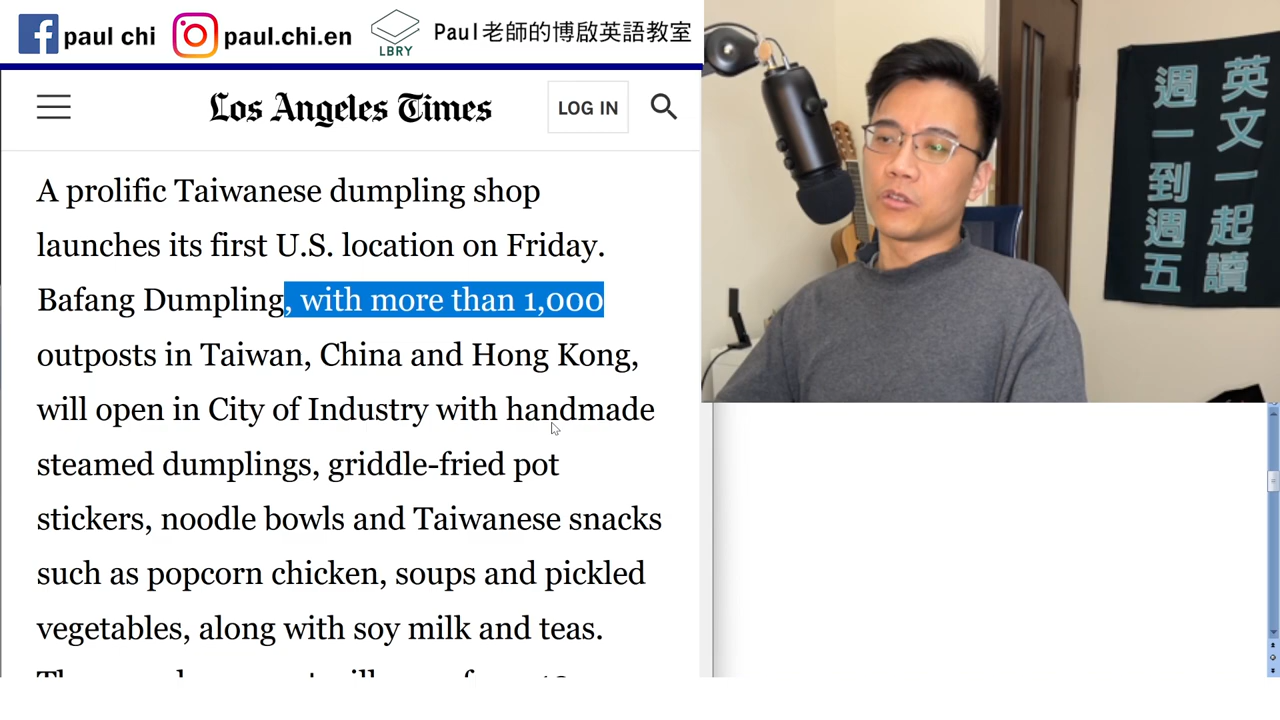 paul chi
paul.chi.en
LBRY
Paul老師的博啟英語教室
Los Angeles Times
LOG IN
A prolific Taiwanese dumpling shop
launches its first U.S. location on Friday.
Bafang Dumpling, with more than 1,000
outposts in Taiwan, China and Hong Kong,
will open in City of Industry with handmade
steamed dumplings, griddle-fried pot
stickers, noodle bowls and Taiwanese snacks
such as popcorn chicken, soups and pickled
vegetables, along with soy milk and teas.
英文一起讀
週一到週五